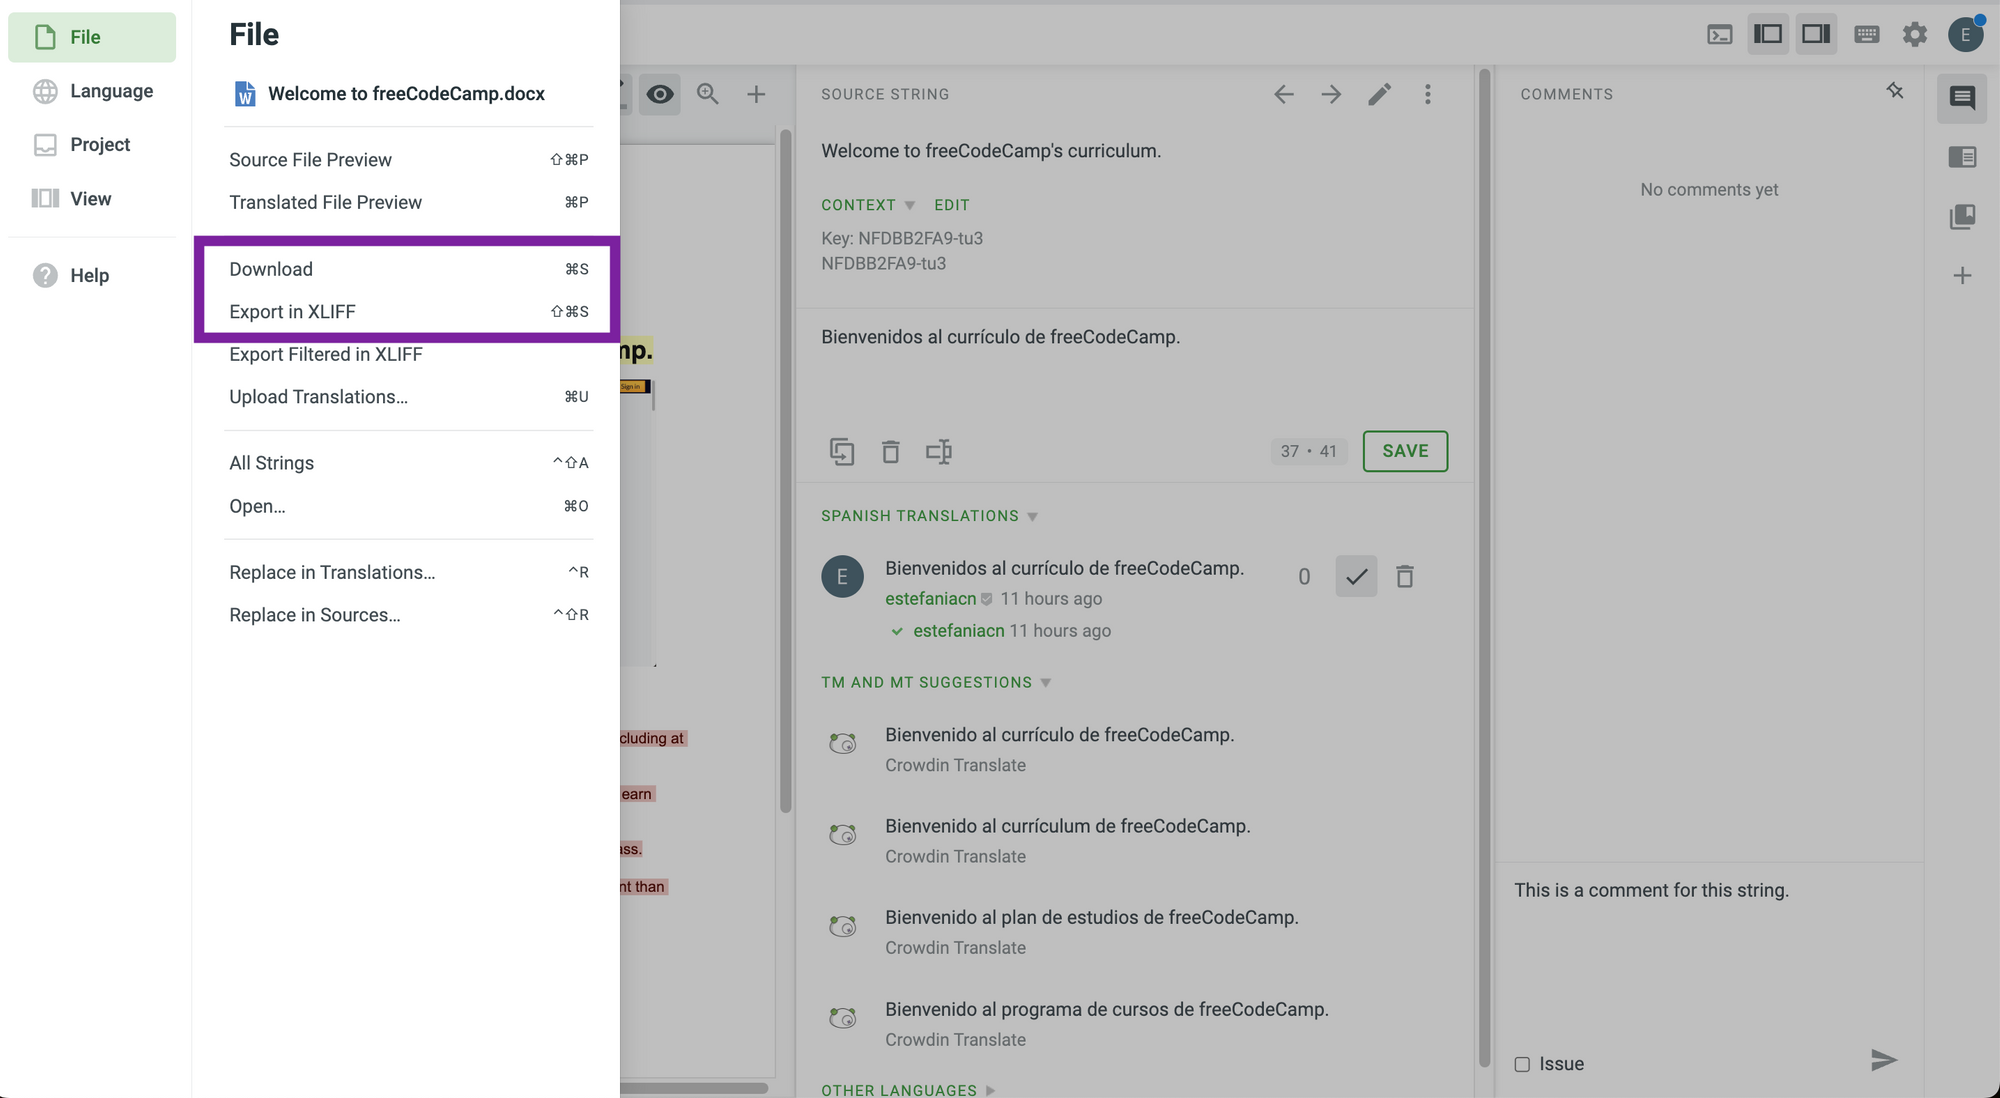 File
Language
Project
View
Help
File
Welcome to freeCodeCamp.docx
Source File Preview ⇧⌘P
Translated File Preview ⌘P
Download ⌘S
Export in XLIFF ⇧⌘S
Export Filtered in XLIFF
Upload Translations... ⌘U
All Strings ^⇧A
Open... ⌘O
Replace in Translations... ^R
Replace in Sources... ^⇧R
mp.
Sign in
cluding at
earn
ass.
nt than
SOURCE STRING
Welcome to freeCodeCamp's curriculum.
CONTEXT EDIT
Key: NFDBB2FA9-tu3
NFDBB2FA9-tu3
Bienvenidos al currículo de freeCodeCamp.
37 • 41 SAVE
SPANISH TRANSLATIONS
E
Bienvenidos al currículo de freeCodeCamp. 0
estefaniacn 11 hours ago
estefaniacn 11 hours ago
TM AND MT SUGGESTIONS
Bienvenido al currículo de freeCodeCamp.
Crowdin Translate
Bienvenido al currículum de freeCodeCamp.
Crowdin Translate
Bienvenido al plan de estudios de freeCodeCamp.
Crowdin Translate
Bienvenido al programa de cursos de freeCodeCamp.
Crowdin Translate
OTHER LANGUAGES
E
COMMENTS
No comments yet
This is a comment for this string.
Issue